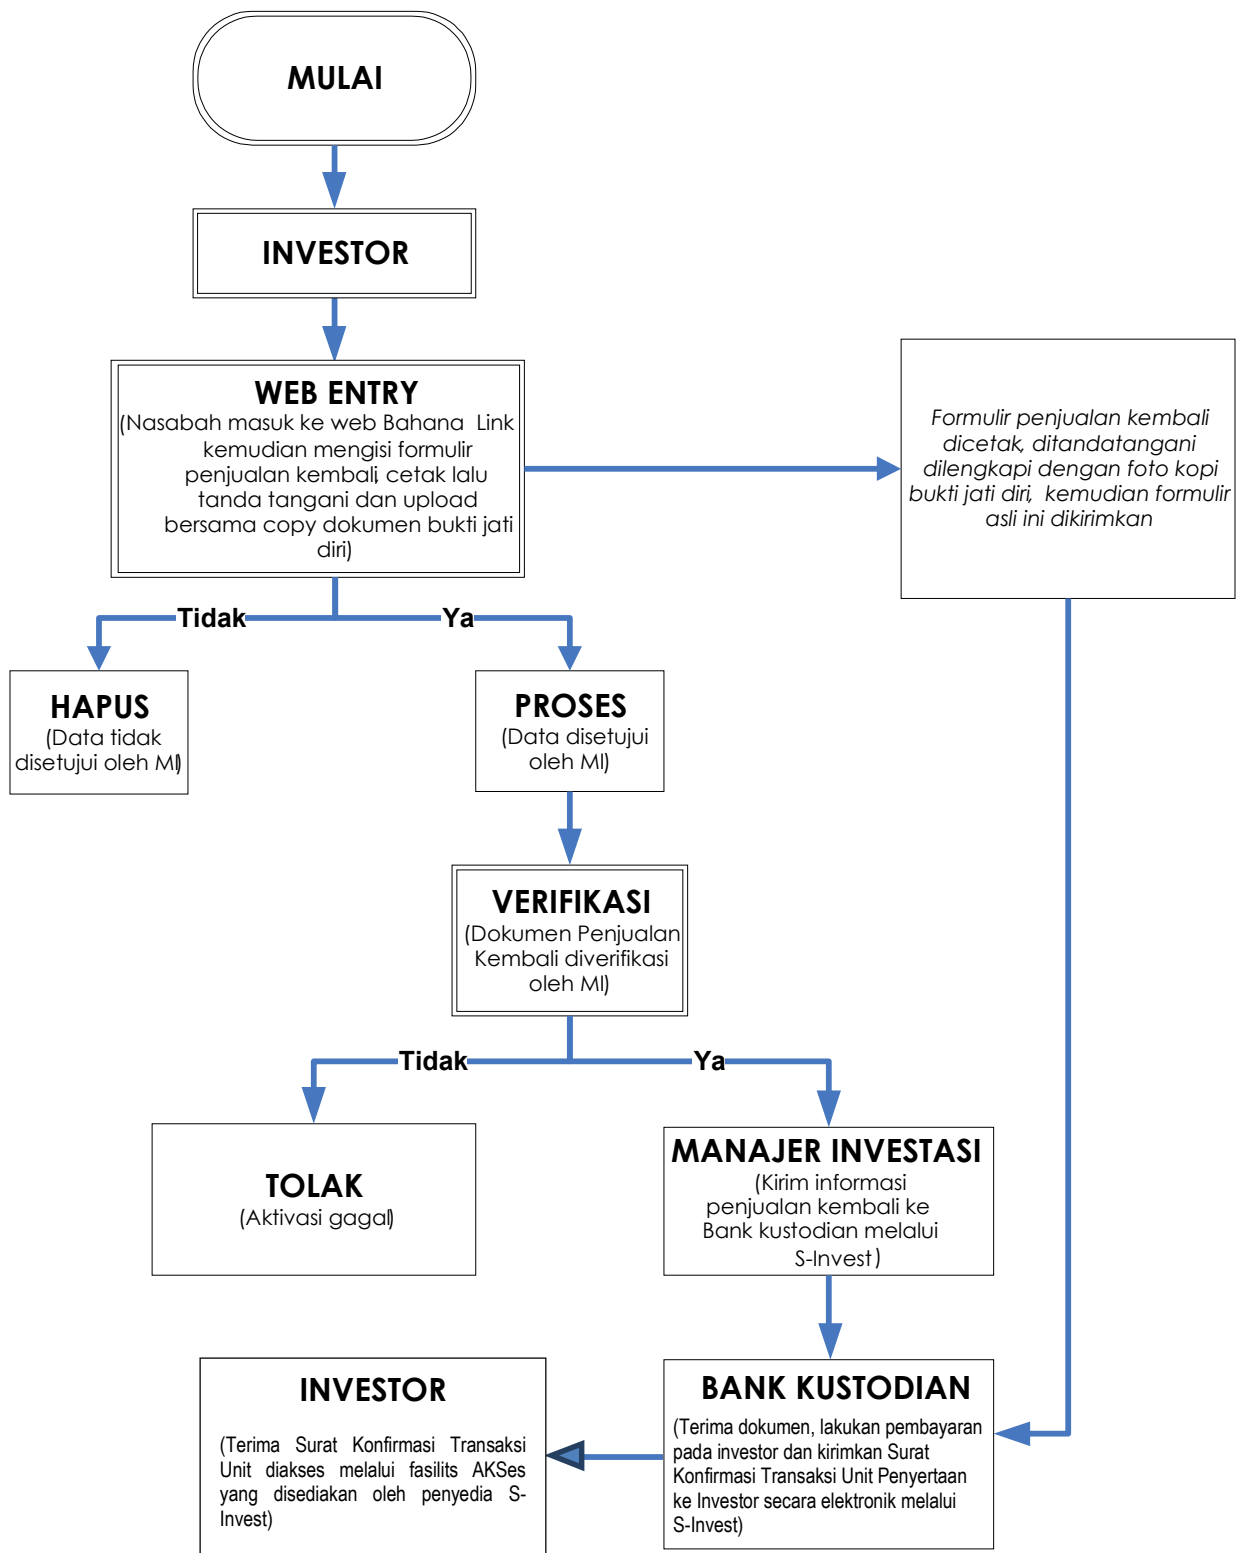 MULAI
INVESTOR
WEB ENTRY
(Nasabah masuk ke web Bahana Link
kemudian mengisi formulir
penjualan kembali, cetak lalu
tanda tangani dan upload
bersama copy dokumen bukti jati
diri)
Formulir penjualan kembali
dicetak, ditandatangani
dilengkapi dengan foto kopi
bukti jati diri, kemudian formulir
asli ini dikirimkan
Tidak
Ya
HAPUS
(Data tidak
disetujui oleh MI)
PROSES
(Data disetujui
oleh MI)
VERIFIKASI
(Dokumen Penjualan
Kembali diverifikasi
oleh MI)
Tidak
Ya
TOLAK
(Aktivasi gagal)
MANAJER INVESTASI
(Kirim informasi
penjualan kembali ke
Bank kustodian melalui
S-Invest)
INVESTOR
(Terima Surat Konfirmasi Transaksi
Unit diakses melalui fasilits AKSes
yang disediakan oleh penyedia S-
Invest)
BANK KUSTODIAN
(Terima dokumen, lakukan pembayaran
pada investor dan kirimkan Surat
Konfirmasi Transaksi Unit Penyertaan
ke Investor secara elektronik melalui
S-Invest)